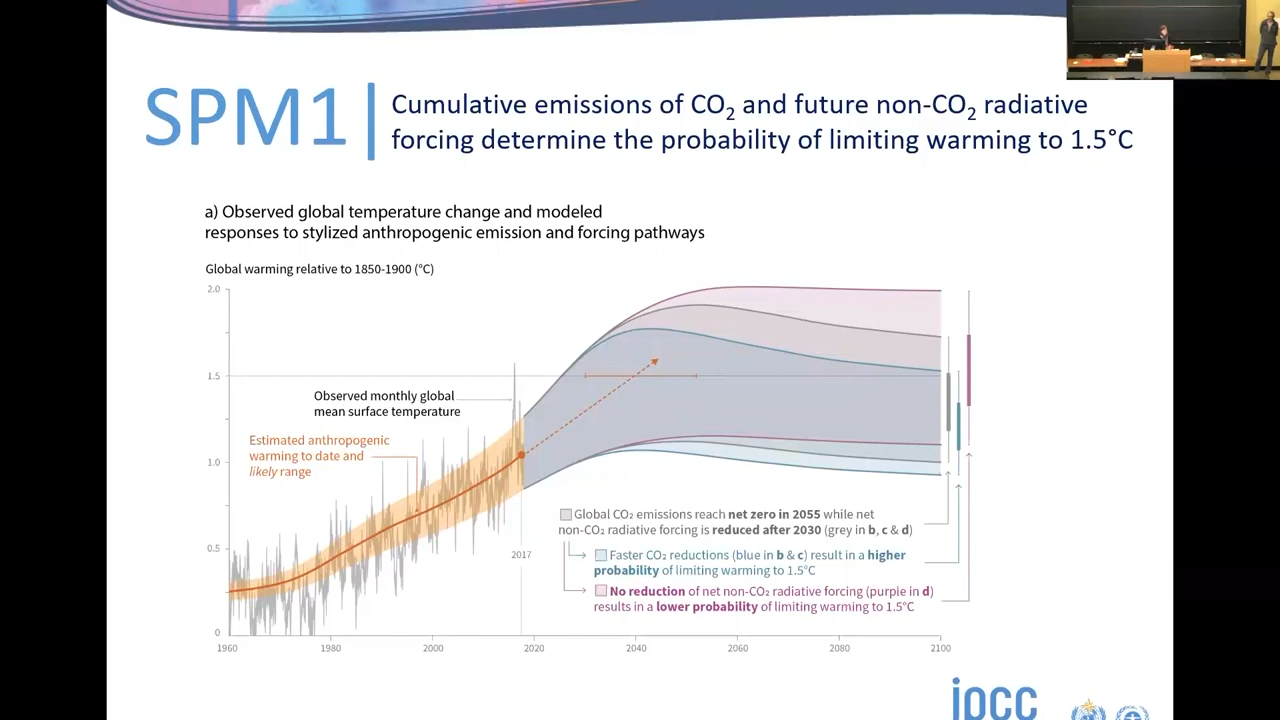 SPM1
Cumulative emissions of CO₂ and future non-CO₂ radiative
forcing determine the probability of limiting warming to 1.5°C
a) Observed global temperature change and modeled
responses to stylized anthropogenic emission and forcing pathways
Global warming relative to 1850-1900 (°C)
2.0
1.5
Observed monthly global
mean surface temperature
Estimated anthropogenic
warming to date and
likely range
1.0
Global CO₂ emissions reach net zero in 2055 while net
non-CO₂ radiative forcing is reduced after 2030 (grey in b, c & d)
0.5
2017
Faster CO₂ reductions (blue in b & c) result in a higher
probability of limiting warming to 1.5°C
No reduction of net non-CO₂ radiative forcing (purple in d)
results in a lower probability of limiting warming to 1.5°C
0
1960
1980
2000
2020
2040
2060
2080
2100
ipcc